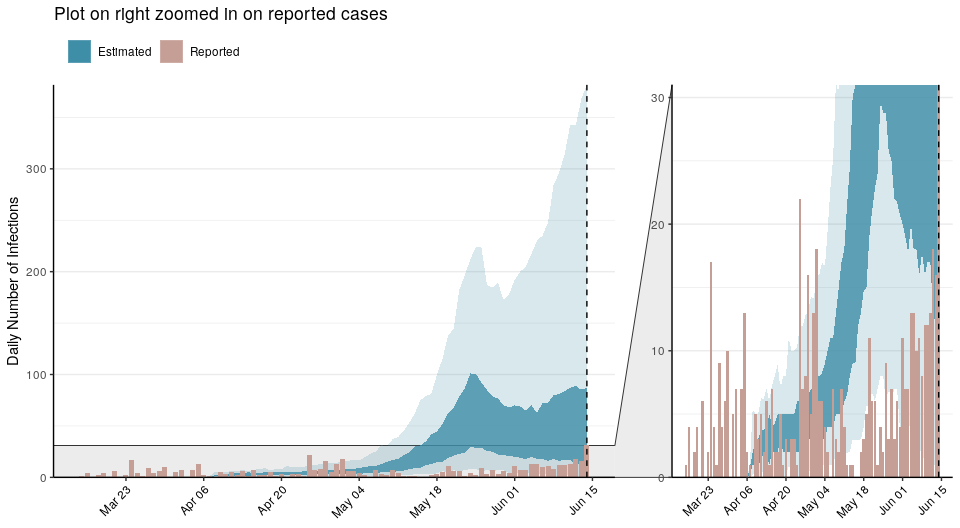 Plot on right zoomed in on reported cases
Estimated
Reported
Daily Number of Infections
300
200
100
0
Mar 23
Apr 06
Apr 20
May 04
May 18
Jun 01
Jun 15
30
20
10
0
Mar 23
Apr 06
Apr 20
May 04
May 18
Jun 01
Jun 15